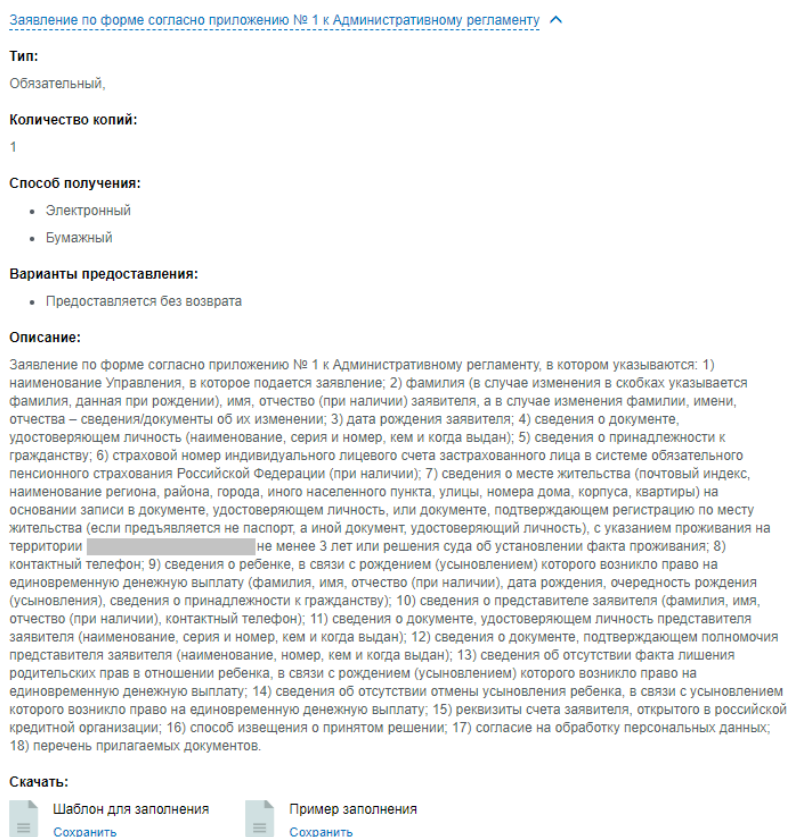 Заявление по форме согласно приложению № 1 к Административному регламенту
Тип:
Обязательный,
Количество копий:
1
Способ получения:
• Электронный
• Бумажный
Варианты предоставления:
• Предоставляется без возврата
Описание:
Заявление по форме согласно приложению № 1 к Административному регламенту, в котором указываются: 1)
наименование Управления, в которое подается заявление; 2) фамилия (в случае изменения в скобках указывается
фамилия, данная при рождении), имя, отчество (при наличии) заявителя, а в случае изменения фамилии, имени,
отчества – сведения/документы об их изменении; 3) дата рождения заявителя; 4) сведения о документе,
удостоверяющем личность (наименование, серия и номер, кем и когда выдан); 5) сведения о принадлежности к
гражданству; 6) страховой номер индивидуального лицевого счета застрахованного лица в системе обязательного
пенсионного страхования Российской Федерации (при наличии); 7) сведения о месте жительства (почтовый индекс,
наименование региона, района, города, иного населенного пункта, улицы, номера дома, корпуса, квартиры) на
основании записи в документе, удостоверяющем личность, или документе, подтверждающем регистрацию по месту
жительства (если предъявляется не паспорт, а иной документ, удостоверяющий личность), с указанием проживания на
территории не менее 3 лет или решения суда об установлении факта проживания; 8)
контактный телефон; 9) сведения о ребенке, в связи с рождением (усыновлением) которого возникло право на
единовременную денежную выплату (фамилия, имя, отчество (при наличии), дата рождения, очередность рождения
(усыновления), сведения о принадлежности к гражданству); 10) сведения о представителе заявителя (фамилия, имя,
отчество (при наличии), контактный телефон); 11) сведения о документе, удостоверяющем личность представителя
заявителя (наименование, серия и номер, кем и когда выдан); 12) сведения о документе, подтверждающем полномочия
представителя заявителя (наименование, номер, кем и когда выдан); 13) сведения об отсутствии факта лишения
родительских прав в отношении ребенка, в связи с рождением (усыновлением) которого возникло право на
единовременную денежную выплату; 14) сведения об отсутствии отмены усыновления ребенка, в связи с усыновлением
которого возникло право на единовременную денежную выплату; 15) реквизиты счета заявителя, открытого в российской
кредитной организации; 16) способ извещения о принятом решении; 17) согласие на обработку персональных данных;
18) перечень прилагаемых документов.
Скачать:
Шаблон для заполнения
Сохранить
Пример заполнения
Сохранить